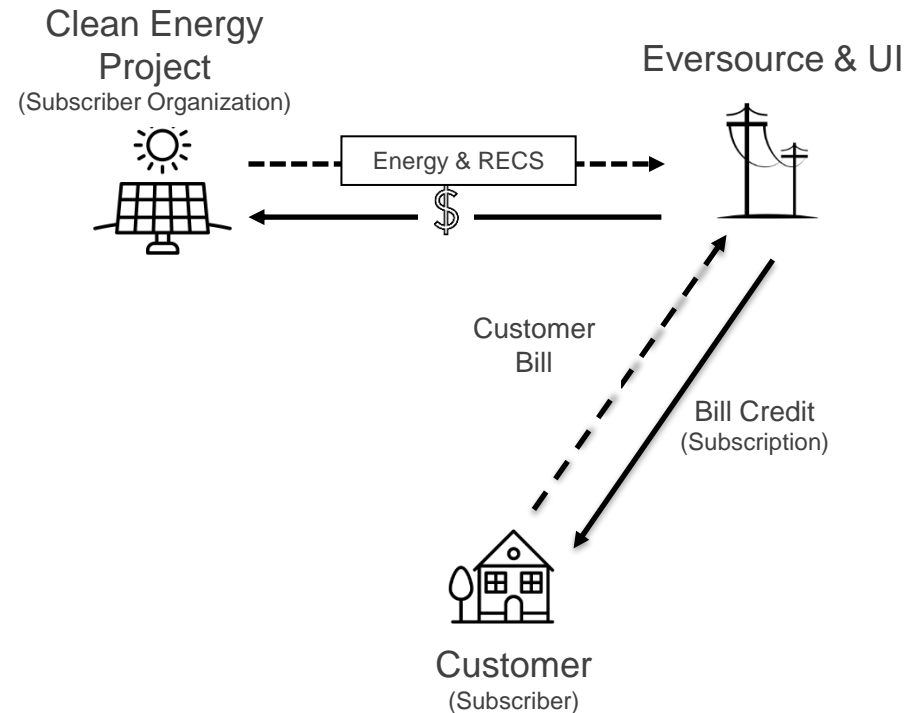 Clean Energy
Project
(Subscriber Organization)
Eversource & UI
Energy & RECS
$
Customer
Bill
Bill Credit
(Subscription)
Customer
(Subscriber)